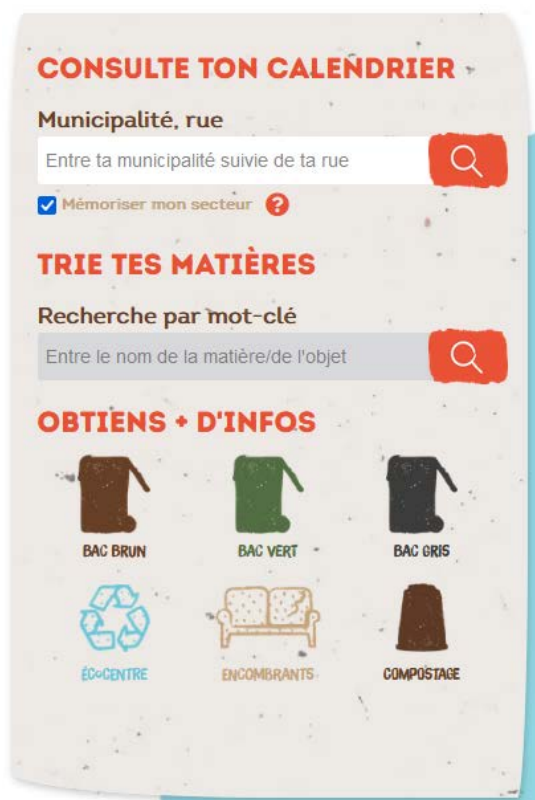 CONSULTE TON CALENDRIER
Municipalité, rue
Entre ta municipalité suivie de ta rue
Mémoriser mon secteur ?
TRIE TES MATIÈRES
Recherche par mot-clé
Entre le nom de la matière/de l'objet
OBTIENS + D'INFOS
BAC BRUN BAC VERT BAC GRIS
ÉCOCENTRE ENCOMBRANTS COMPOSTAGE